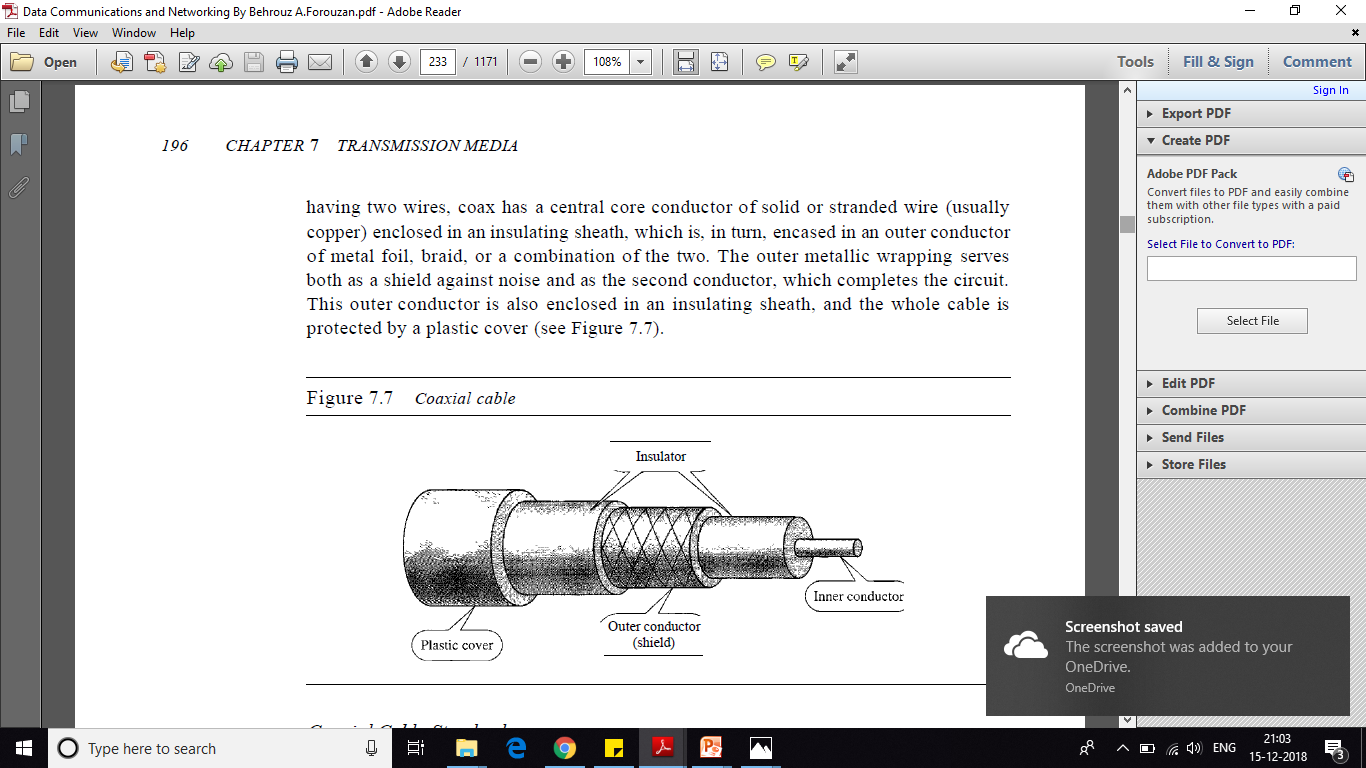 Data Communications and Networking By Behrouz A.Forouzan.pdf - Adobe Reader
File Edit View Window Help
Open 233 / 1171 108% Tools Fill & Sign Comment
Sign In
Export PDF
Create PDF
Adobe PDF Pack
Convert files to PDF and easily combine
them with other file types with a paid
subscription.
Select File to Convert to PDF:
Select File
Edit PDF
Combine PDF
Send Files
Store Files
196 CHAPTER 7 TRANSMISSION MEDIA
having two wires, coax has a central core conductor of solid or stranded wire (usually
copper) enclosed in an insulating sheath, which is, in turn, encased in an outer conductor
of metal foil, braid, or a combination of the two. The outer metallic wrapping serves
both as a shield against noise and as the second conductor, which completes the circuit.
This outer conductor is also enclosed in an insulating sheath, and the whole cable is
protected by a plastic cover (see Figure 7.7).
Figure 7.7 Coaxial cable
Insulator
Inner conductor
Outer conductor
(shield)
Plastic cover
Screenshot saved
The screenshot was added to your
OneDrive.
OneDrive
Type here to search
ENG
21:03
15-12-2018
3